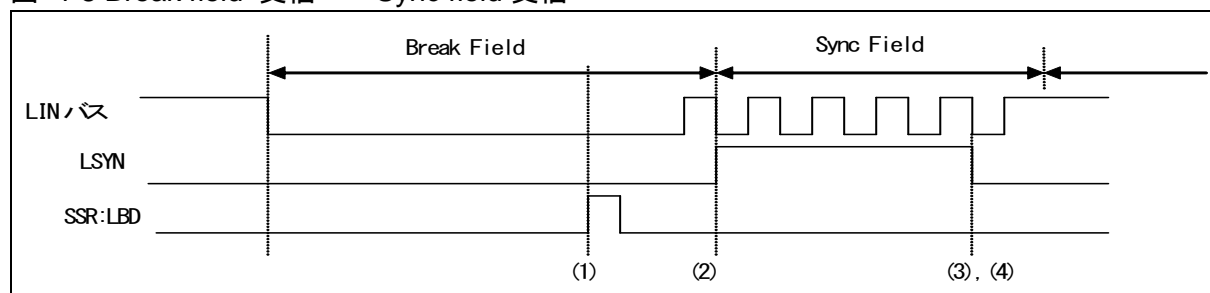 Break Field
Sync Field
LINバス
LSYN
SSR:LBD
(1)
(2)
(3), (4)